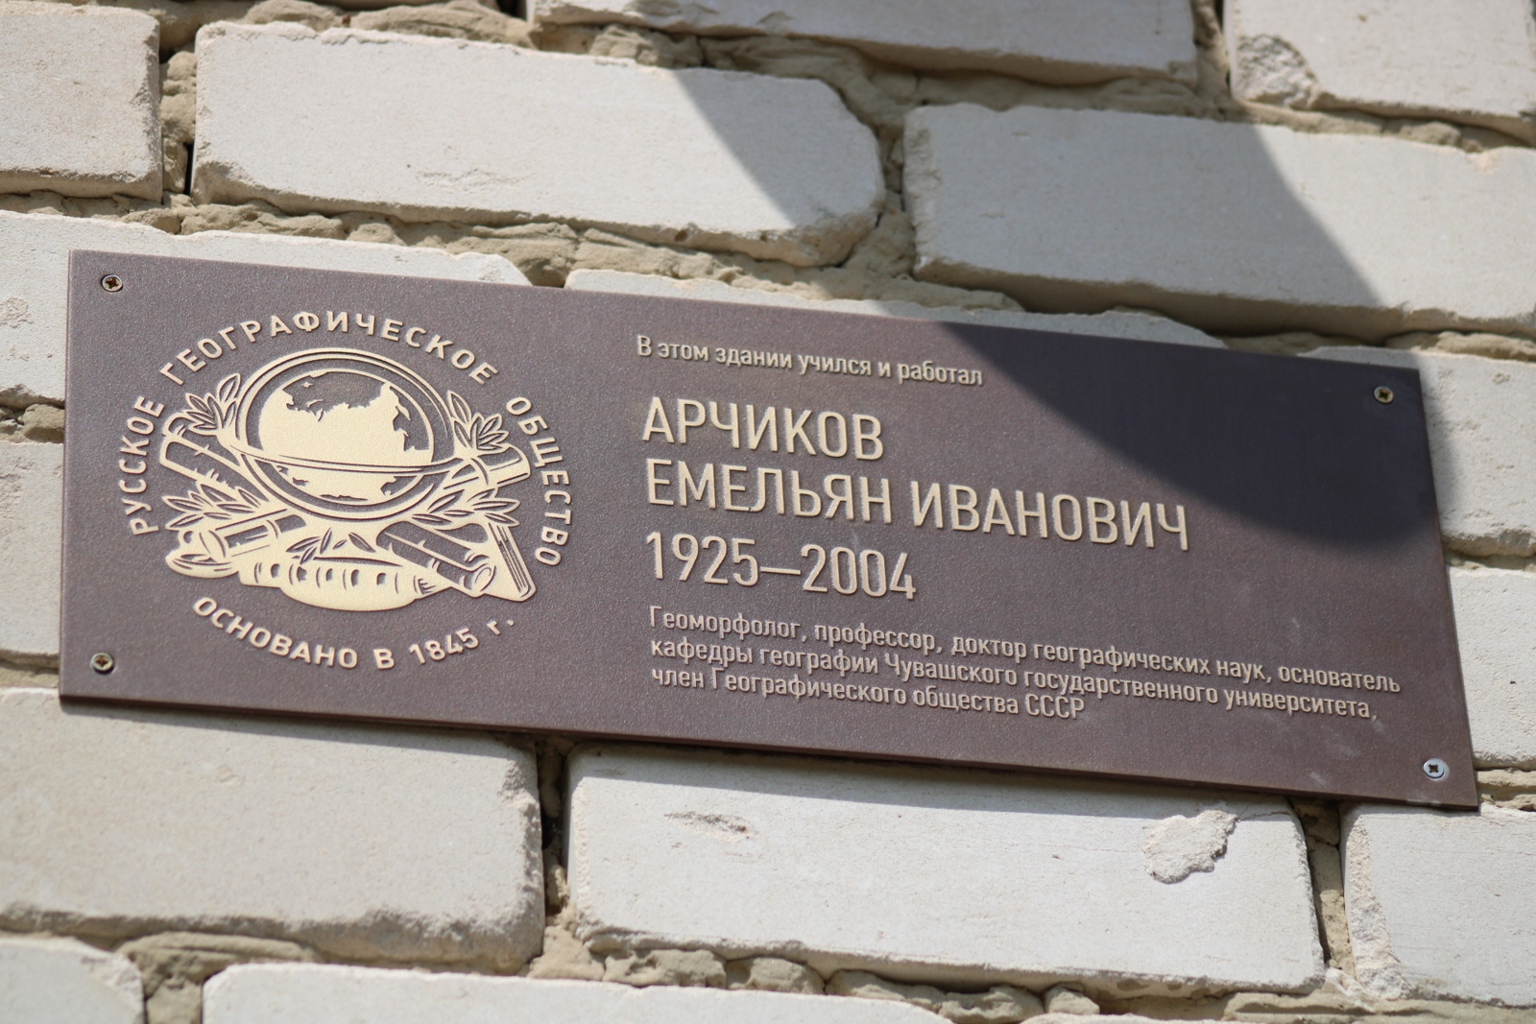 РУССКОЕ ГЕОГРАФИЧЕСКОЕ ОБЩЕСТВО
ОСНОВАНО В 1845 г.
В этом здании учился и работал
АРЧИКОВ
ЕМЕЛЬЯН ИВАНОВИЧ
1925—2004
Геоморфолог, профессор, доктор географических наук, основатель
кафедры географии Чувашского государственного университета,
член Географического общества СССР